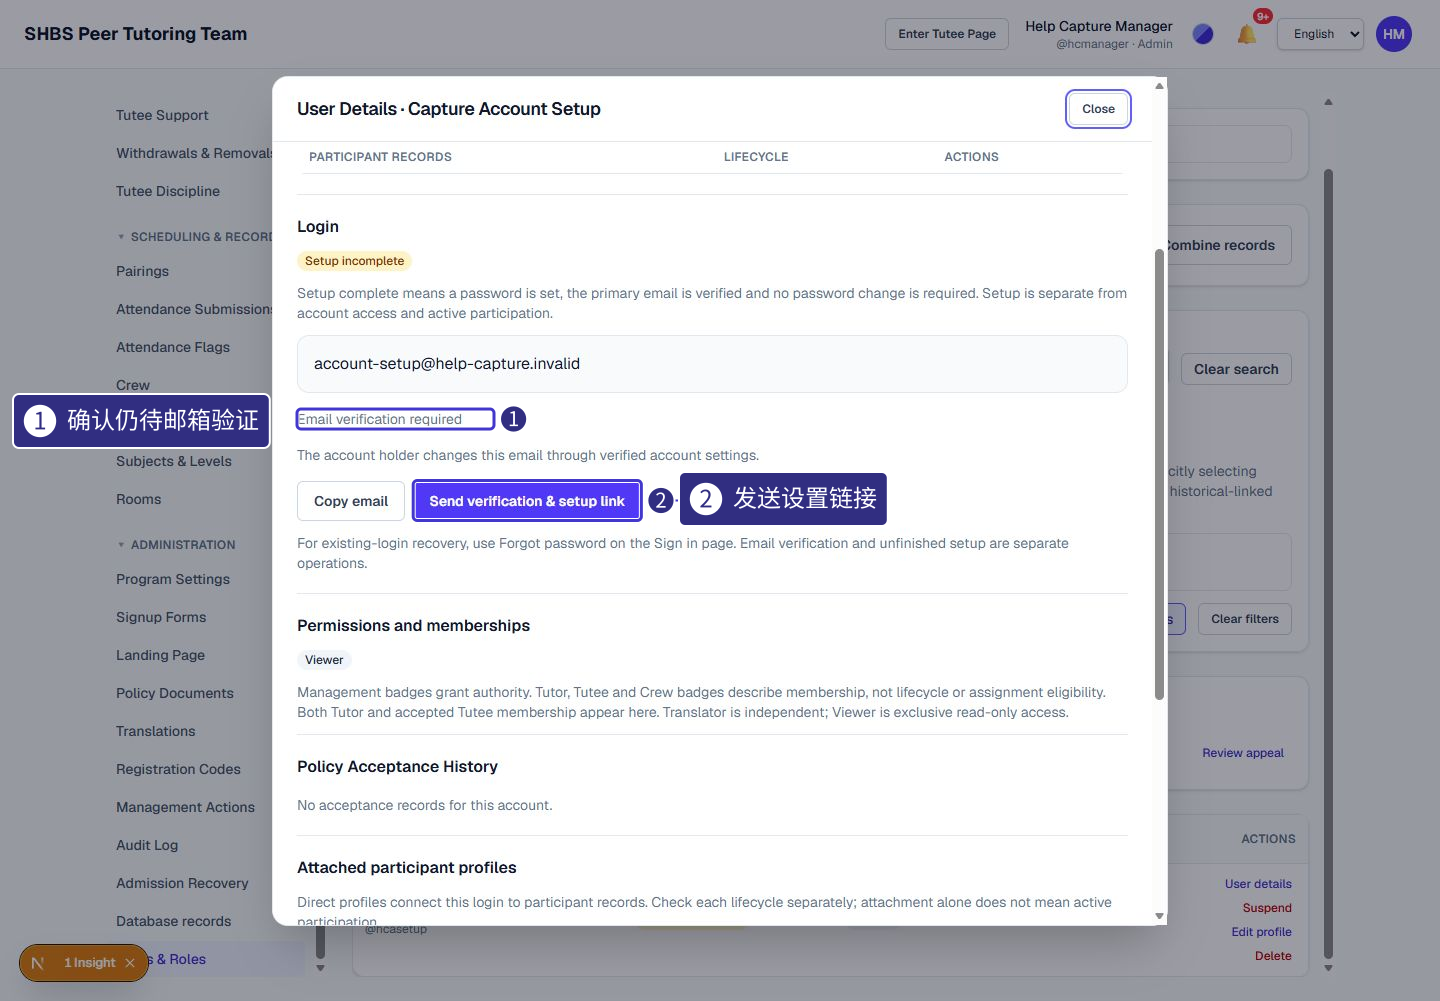 SHBS Peer Tutoring Team
Enter Tutee Page
Help Capture Manager
@hcmanager · Admin
9+
English
HM
Tutee Support
Withdrawals & Removals
Tutee Discipline
SCHEDULING & RECORD
Pairings
Attendance Submissions
Attendance Flags
Crew
1 确认仍待邮箱验证
Subjects & Levels
Rooms
ADMINISTRATION
Program Settings
Signup Forms
Landing Page
Policy Documents
Translations
Registration Codes
Management Actions
Audit Log
Admission Recovery
Database records
s & Roles
N 1 Insight ×
User Details · Capture Account Setup
Close
PARTICIPANT RECORDS LIFECYCLE ACTIONS
Login
Setup incomplete
Setup complete means a password is set, the primary email is verified and no password change is required. Setup is separate from
account access and active participation.
account-setup@help-capture.invalid
Email verification required 1
The account holder changes this email through verified account settings.
Copy email Send verification & setup link 2 2 发送设置链接
For existing-login recovery, use Forgot password on the Sign in page. Email verification and unfinished setup are separate
operations.
Permissions and memberships
Viewer
Management badges grant authority. Tutor, Tutee and Crew badges describe membership, not lifecycle or assignment eligibility.
Both Tutor and accepted Tutee membership appear here. Translator is independent; Viewer is exclusive read-only access.
Policy Acceptance History
No acceptance records for this account.
Attached participant profiles
Direct profiles connect this login to participant records. Check each lifecycle separately; attachment alone does not mean active
participation.
Combine records
Clear search
citly selecting
historical-linked
s
Clear filters
Review appeal
ACTIONS
@hcasetup
User details
Suspend
Edit profile
Delete